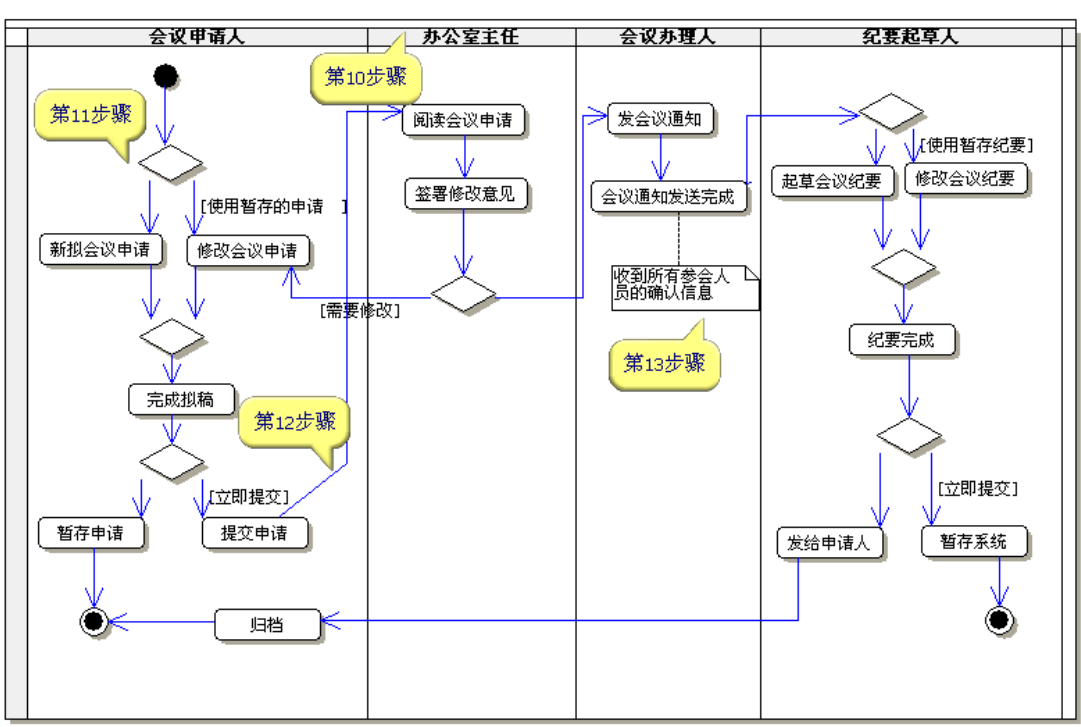 会议申请人
办公室主任
会议办理人
纪要起草人
第10步骤
第11步骤
阅读会议申请
发会议通知
[使用暂存纪要]
起草会议纪要
修改会议纪要
签署修改意见
会议通知发送完成
[使用暂存的申请 ]
新拟会议申请
修改会议申请
收到所有参会人
员的确认信息
[需要修改]
纪要完成
第13步骤
完成拟稿
第12步骤
[立即提交]
[立即提交]
暂存申请
提交申请
发给申请人
暂存系统
归档